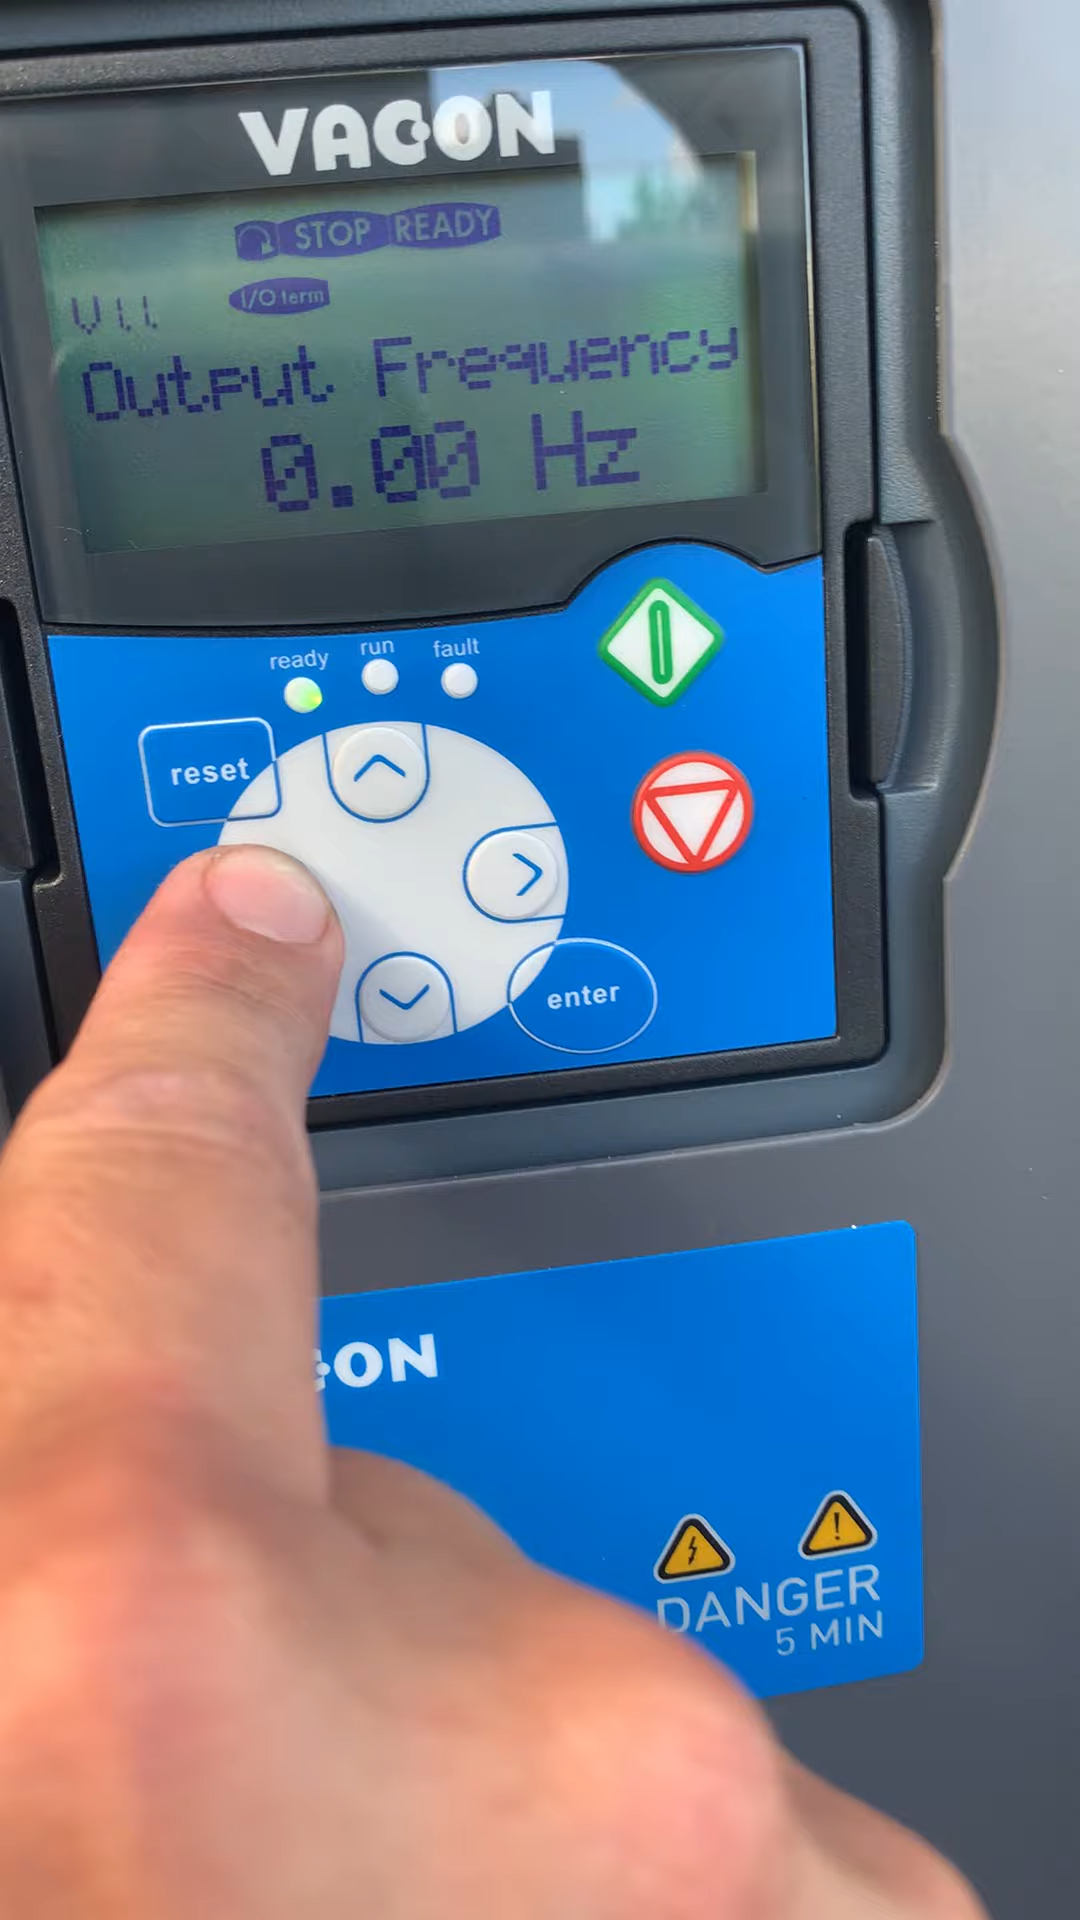 VACON
STOP READY
I/O term
V1.1
Output Frequency
0.00 Hz
ready run fault
reset
enter
CON
DANGER
5 MIN